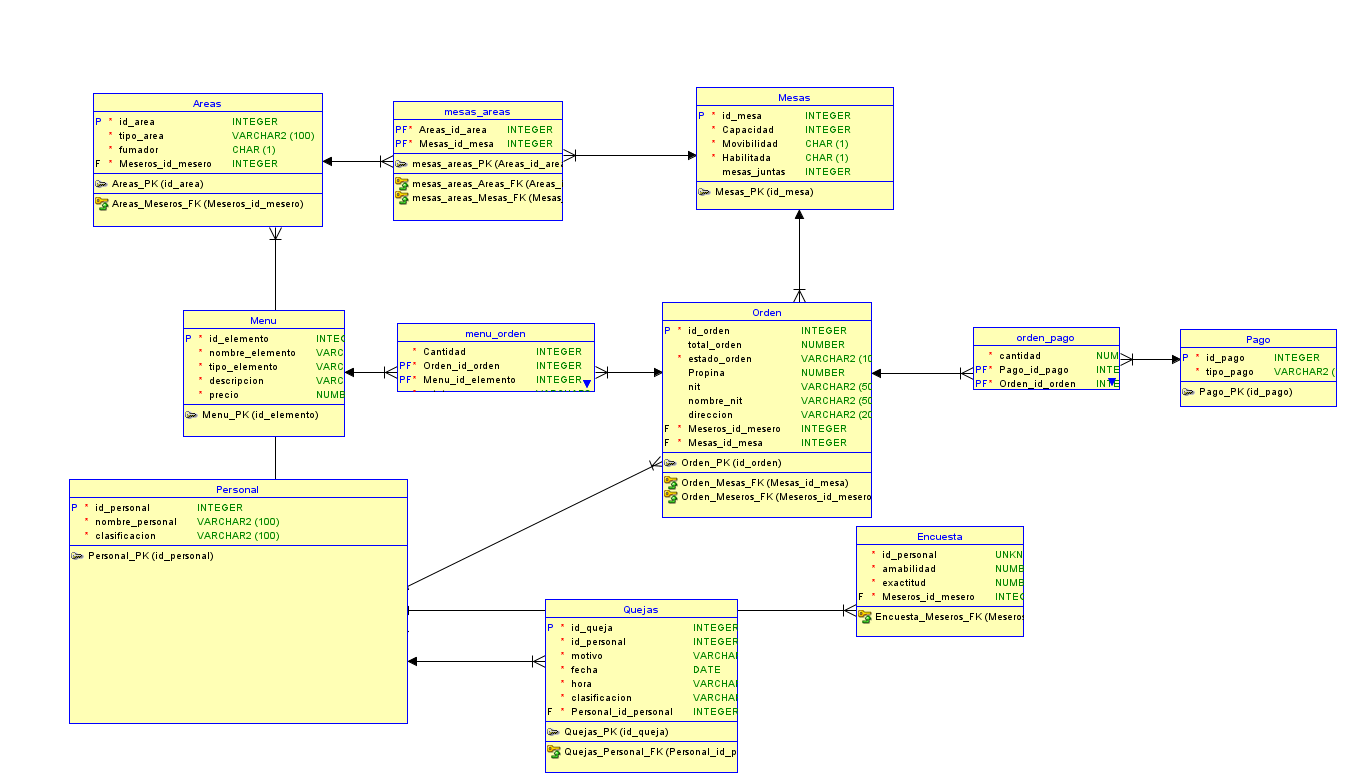 Areas
P * id_area INTEGER
* tipo_area VARCHAR2 (100)
* fumador CHAR (1)
F * Meseros_id_mesero INTEGER
Areas_PK (id_area)
Areas_Meseros_FK (Meseros_id_mesero)
mesas_areas
PF* Areas_id_area INTEGER
PF* Mesas_id_mesa INTEGER
mesas_areas_PK (Areas_id_area
mesas_areas_Areas_FK (Areas_
mesas_areas_Mesas_FK (Mesas_
Mesas
P * id_mesa INTEGER
* Capacidad INTEGER
* Movibilidad CHAR (1)
* Habilitada CHAR (1)
mesas_juntas INTEGER
Mesas_PK (id_mesa)
Menu
P * id_elemento INTEG
* nombre_elemento VARC
* tipo_elemento VARC
* descripcion VARC
* precio NUME
Menu_PK (id_elemento)
menu_orden
* Cantidad INTEGER
PF* Orden_id_orden INTEGER
PF* Menu_id_elemento INTEGER
Orden
P * id_orden INTEGER
total_orden NUMBER
* estado_orden VARCHAR2 (10
Propina NUMBER
nit VARCHAR2 (50
nombre_nit VARCHAR2 (50
direccion VARCHAR2 (20
F * Meseros_id_mesero INTEGER
F * Mesas_id_mesa INTEGER
Orden_PK (id_orden)
Orden_Mesas_FK (Mesas_id_mesa)
Orden_Meseros_FK (Meseros_id_mesero
orden_pago
* cantidad NUM
PF* Pago_id_pago INTE
PF* Orden_id_orden INTE
Pago
P * id_pago INTEGER
* tipo_pago VARCHAR2 (
Pago_PK (id_pago)
Personal
P * id_personal INTEGER
* nombre_personal VARCHAR2 (100)
* clasificacion VARCHAR2 (100)
Personal_PK (id_personal)
Encuesta
* id_personal UNKN
* amabilidad NUME
* exactitud NUME
F * Meseros_id_mesero INTEG
Encuesta_Meseros_FK (Meseros
Quejas
P * id_queja INTEGER
* id_personal INTEGER
* motivo VARCHA
* fecha DATE
* hora VARCHA
* clasificacion VARCHA
F * Personal_id_personal INTEGER
Quejas_PK (id_queja)
Quejas_Personal_FK (Personal_id_p